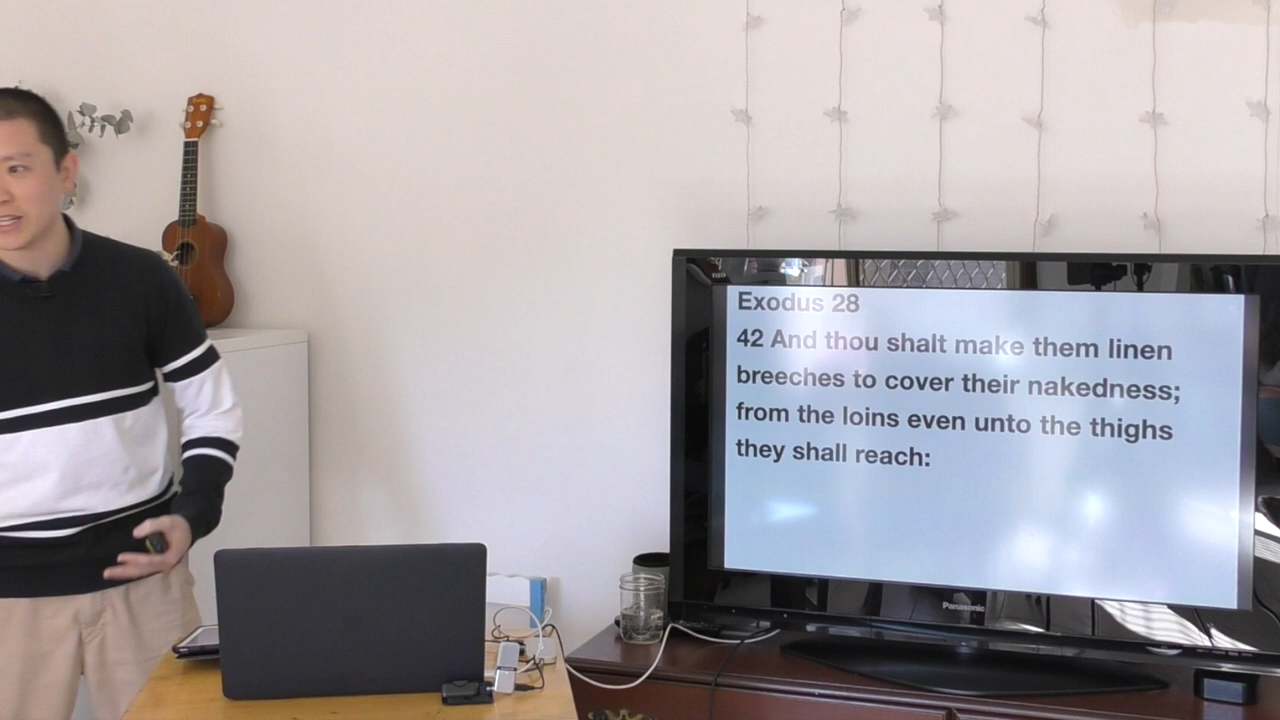 Exodus 28
42 And thou shalt make them linen
breeches to cover their nakedness;
from the loins even unto the thighs
they shall reach:
Panasonic